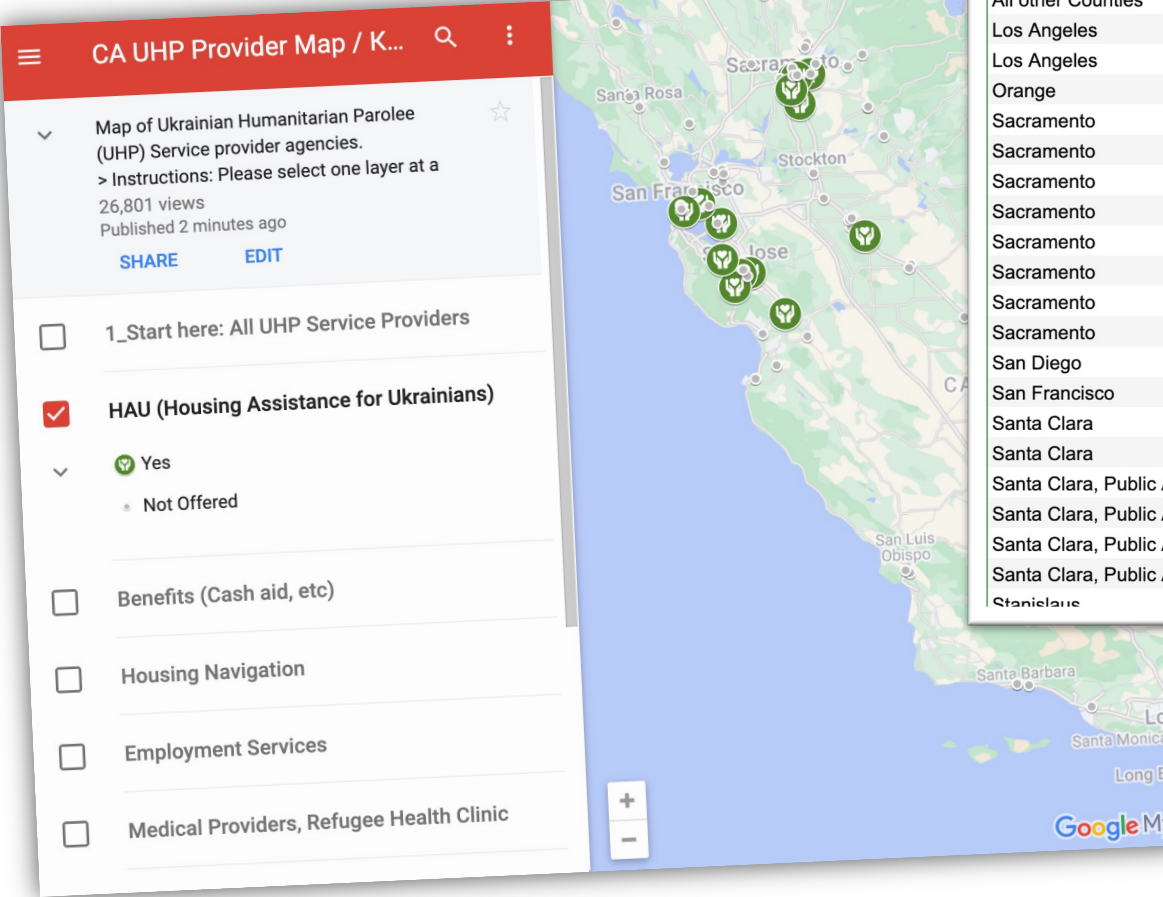 CA UHP Provider Map / K...
Map of Ukrainian Humanitarian Parolee
(UHP) Service provider agencies.
> Instructions: Please select one layer at a
26,801 views
Published 2 minutes ago
SHARE EDIT
1_Start here: All UHP Service Providers
HAU (Housing Assistance for Ukrainians)
Yes
Not Offered
Benefits (Cash aid, etc)
Housing Navigation
Employment Services
Medical Providers, Refugee Health Clinic
Sacramento
Santa Rosa
Stockton
San Francisco
San Luis
Obispo
Santa Barbara
Santa Monica
Long
Google
All other Counties
Los Angeles
Los Angeles
Orange
Sacramento
Sacramento
Sacramento
Sacramento
Sacramento
Sacramento
Sacramento
Sacramento
San Diego
San Francisco
Santa Clara
Santa Clara
Santa Clara, Public
Santa Clara, Public
Santa Clara, Public
Santa Clara, Public
Stanislaus